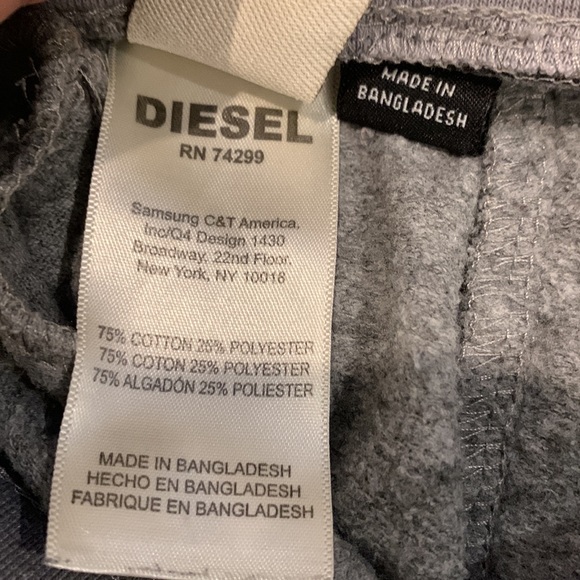 DIESEL
RN 74299
Samsung C&T America,
Inc/Q4 Design 1430
Broadway, 22nd Floor,
New York, NY 10018
75% COTTON 25% POLYESTER
75% COTON 25% POLYESTER
75% ALGADÓN 25% POLIESTER
MADE IN BANGLADESH
HECHO EN BANGLADESH
FABRIQUE EN BANGLADESH
MADE IN
BANGLADESH